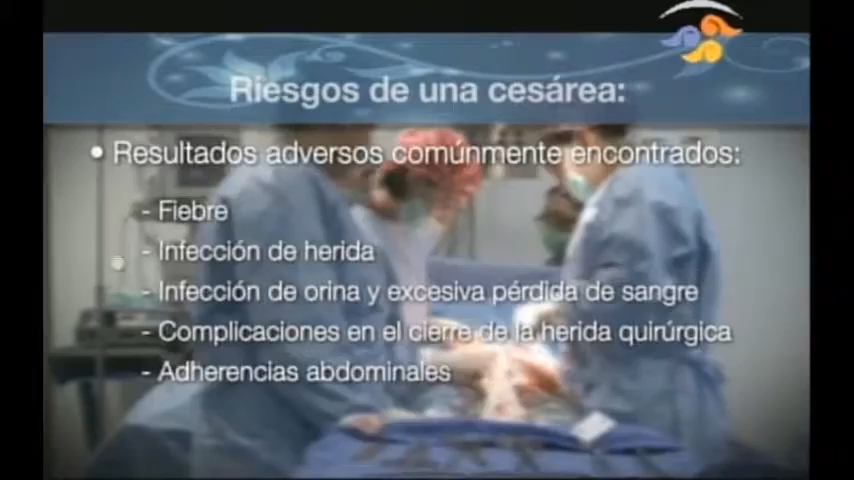 Riesgos de una cesárea:
• Resultados adversos comúnmente encontrados:
- Fiebre
- Infección de herida
- Infección de orina y excesiva pérdida de sangre
- Complicaciones en el cierre de la herida quirúrgica
- Adherencias abdominales